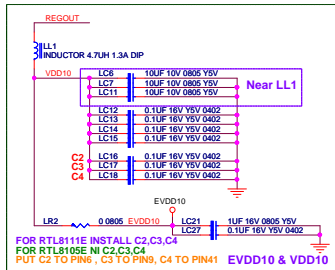 REGOUT
LL1
INDUCTOR 4.7UH 1.3A DIP
VDD10
LC6 10UF 10V 0805 Y5V
LC7 10UF 10V 0805 Y5V
LC11 10UF 10V 0805 Y5V
Near LL1
LC12 0.1UF 16V Y5V 0402
LC13 0.1UF 16V Y5V 0402
LC14 0.1UF 16V Y5V 0402
LC15 0.1UF 16V Y5V 0402
C2 LC16 0.1UF 16V Y5V 0402
C3 LC17 0.1UF 16V Y5V 0402
C4 LC18 0.1UF 16V Y5V 0402
EVDD10
LR2 0 0805 EVDD10 LC21 1UF 16V 0805 Y5V
LC27 0.1UF 16V Y5V 0402
FOR RTL8111E INSTALL C2,C3,C4
FOR RTL8105E NI C2,C3,C4
PUT C2 TO PIN6 , C3 TO PIN9, C4 TO PIN41
EVDD10 & VDD10